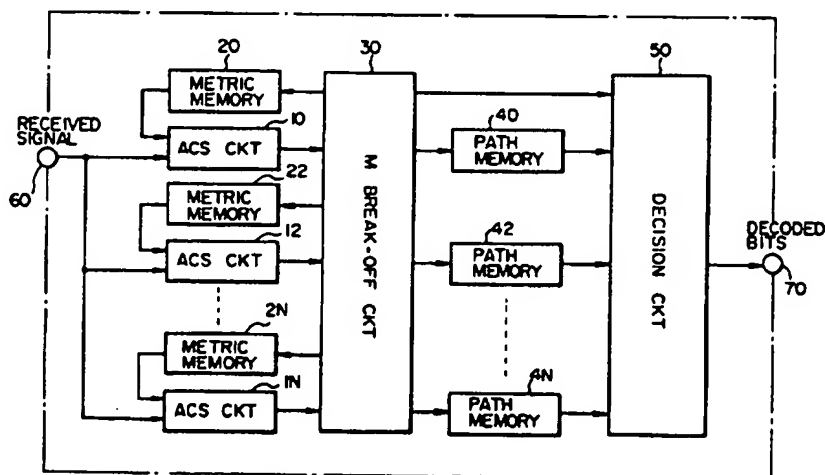 20
METRIC
MEMORY
30
50
RECEIVED
SIGNAL
10
ACS CKT
40
PATH
MEMORY
60
22
METRIC
MEMORY
M BREAK-OFF CKT
DECISION CKT
12
ACS CKT
42
PATH
MEMORY
DECODED
BITS
70
2N
METRIC
MEMORY
1N
ACS CKT
4N
PATH
MEMORY